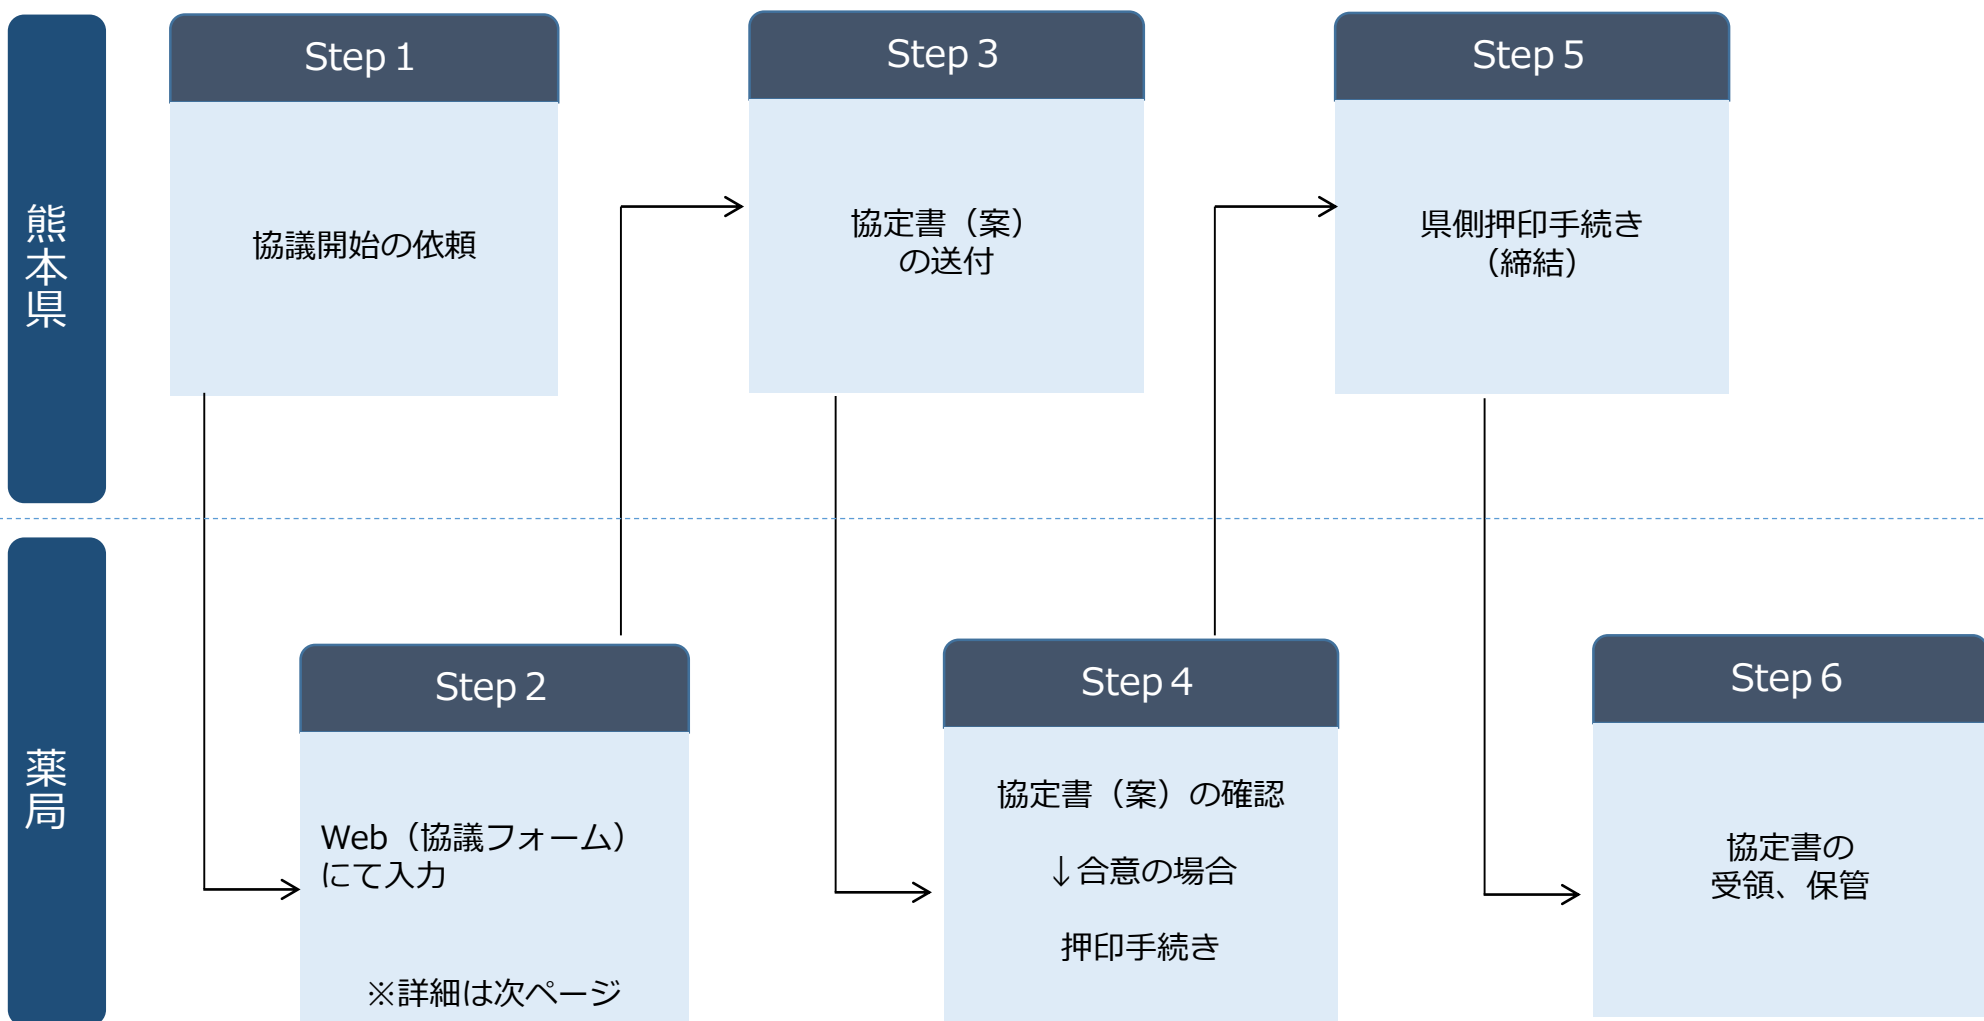 熊本県
Step 1
協議開始の依頼
Step 3
協定書（案）
の送付
Step 5
県側押印手続き
（締結）
薬局
Step 2
Web（協議フォーム）
にて入力
※詳細は次ページ
Step 4
協定書（案）の確認
↓合意の場合
押印手続き
Step 6
協定書の
受領、保管